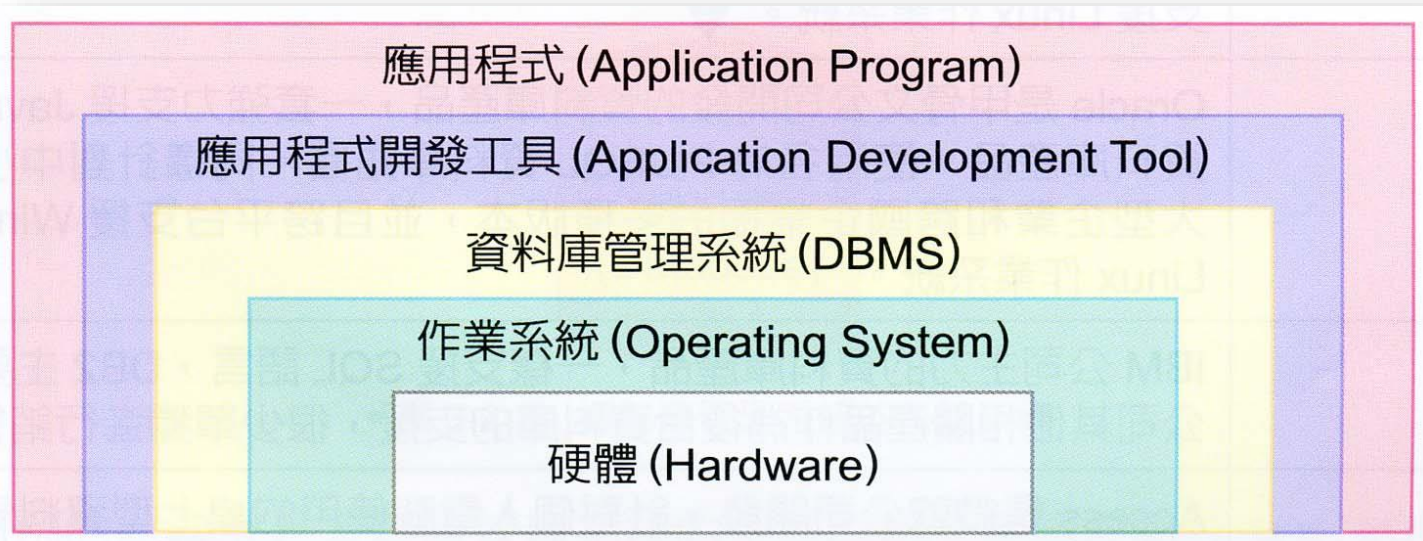 應用程式 (Application Program)
應用程式開發工具 (Application Development Tool)
資料庫管理系統 (DBMS)
作業系統 (Operating System)
硬體 (Hardware)